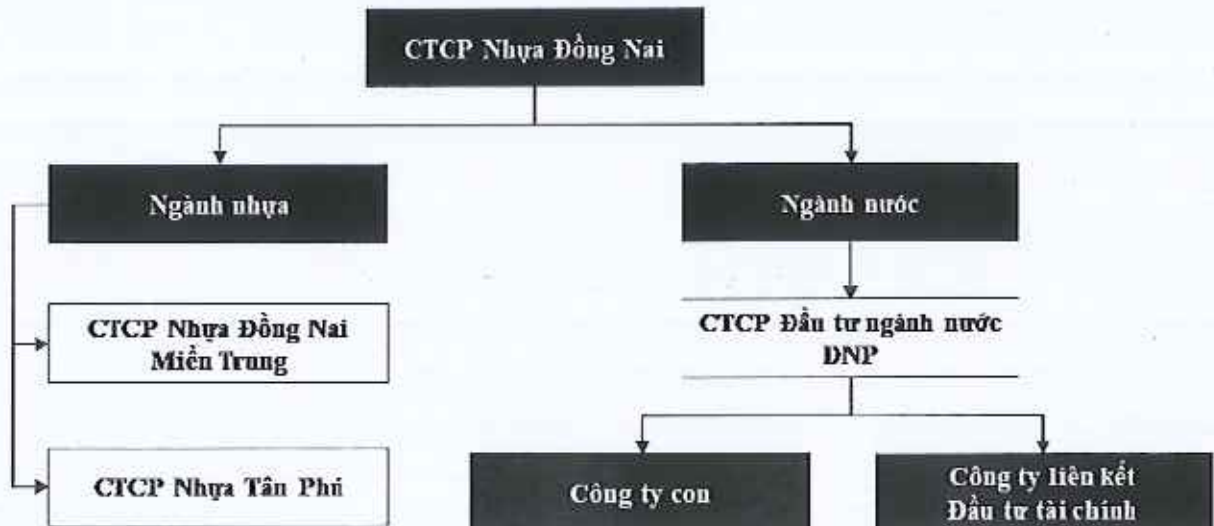 CTCP Nhựa Đồng Nai
Ngành nhựa
Ngành nước
CTCP Nhựa Đồng Nai
Miền Trung
CTCP Đầu tư ngành nước
DNP
CTCP Nhựa Tân Phú
Công ty con
Công ty liên kết
Đầu tư tài chính